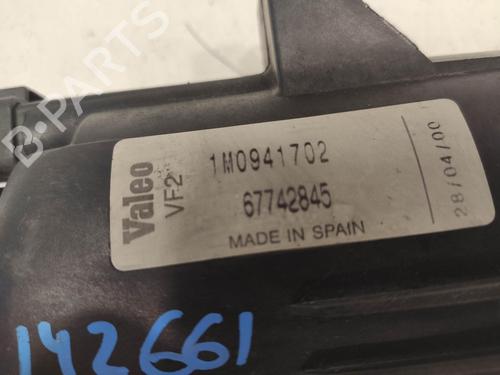 B-PARTS
Valeo
VF2
1M0941702
67742845
MADE IN SPAIN
28/04/00
142661